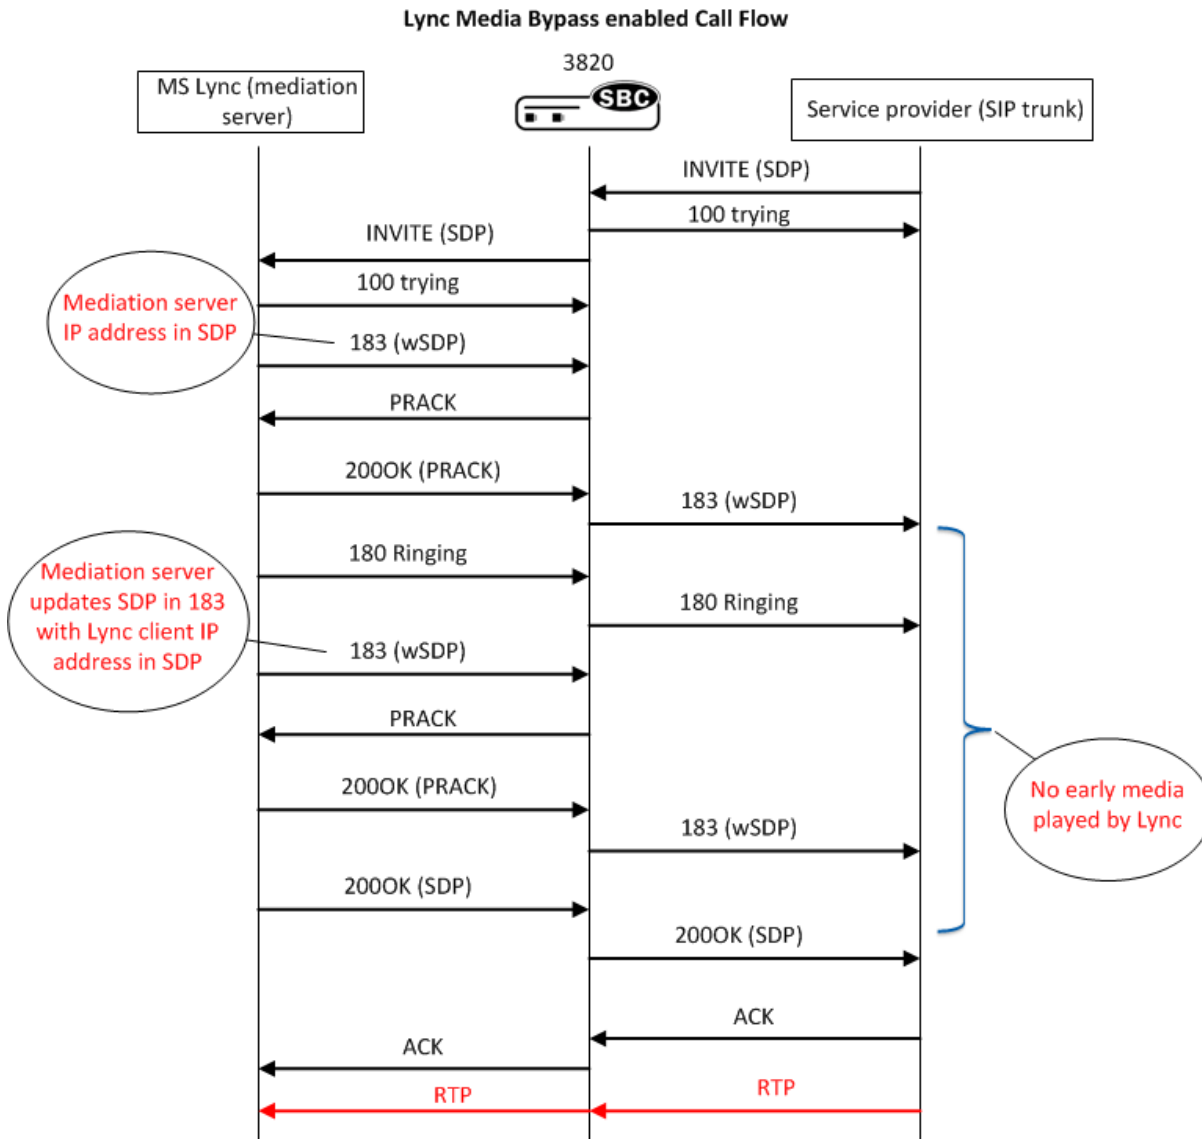 Lync Media Bypass enabled Call Flow
3820
SBC
MS Lync (mediation
server)
Service provider (SIP trunk)
INVITE (SDP)
100 trying
INVITE (SDP)
100 trying
Mediation server
IP address in SDP
183 (wSDP)
PRACK
200OK (PRACK)
183 (wSDP)
180 Ringing
Mediation server
updates SDP in 183
with Lync client IP
address in SDP
180 Ringing
183 (wSDP)
PRACK
200OK (PRACK)
No early media
played by Lync
183 (wSDP)
200OK (SDP)
200OK (SDP)
ACK
ACK
RTP
RTP